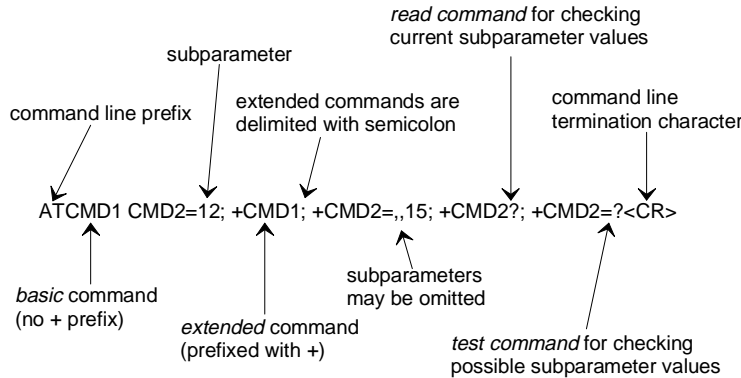 read command for checking
current subparameter values
subparameter
extended commands are
delimited with semicolon
command line
termination character
command line prefix
ATCMD1 CMD2=12; +CMD1; +CMD2=,,15; +CMD2?; +CMD2=?<CR>
basic command
(no + prefix)
extended command
(prefixed with +)
subparameters
may be omitted
test command for checking
possible subparameter values